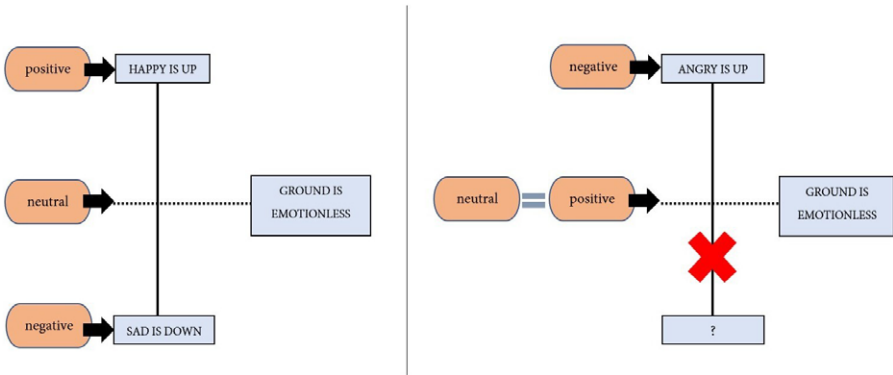 positive
HAPPY IS UP
neutral
GROUND IS
EMOTIONLESS
negative
SAD IS DOWN
negative
ANGRY IS UP
neutral
positive
GROUND IS
EMOTIONLESS
?